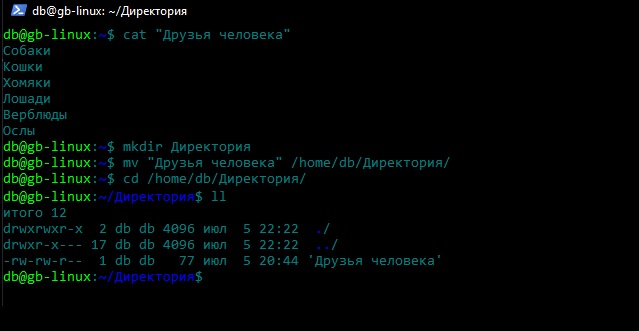 db@gb-linux: ~/Директория
db@gb-linux:~$ cat "Друзья человека"
Собаки
Кошки
Хомяки
Лошади
Верблюды
Ослы
db@gb-linux:~$ mkdir Директория
db@gb-linux:~$ mv "Друзья человека" /home/db/Директория/
db@gb-linux:~$ cd /home/db/Директория/
db@gb-linux:~/Директория$ ll
итого 12
drwxrwxr-x  2 db db 4096 июл  5 22:22  ./
drwxr-x--- 17 db db 4096 июл  5 22:22  ../
-rw-rw-r--  1 db db   77 июл  5 20:44 'Друзья человека'
db@gb-linux:~/Директория$